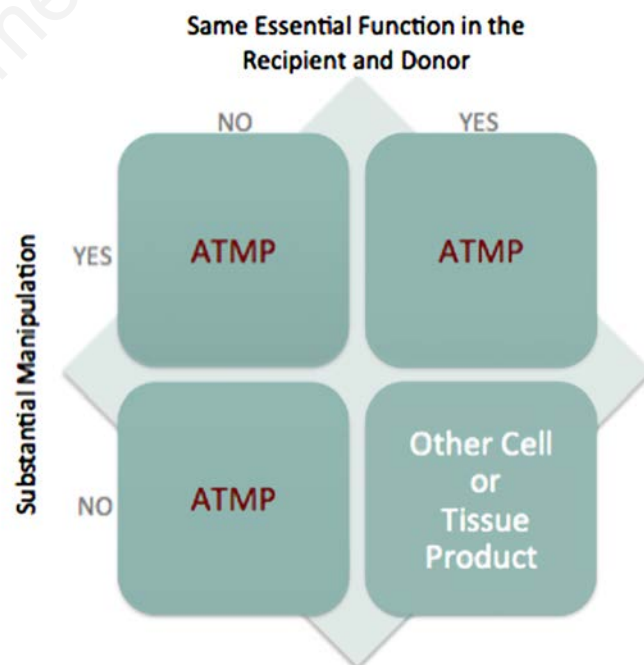 Same Essential Function in the
Recipient and Donor
NO
YES
Substantial Manipulation
YES
ATMP
ATMP
NO
ATMP
Other Cell
or
Tissue
Product